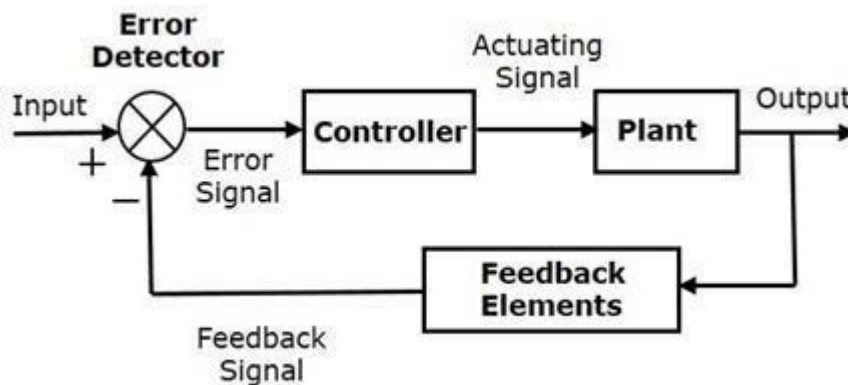 Error
Detector
Input
+
−
Error
Signal
Controller
Actuating
Signal
Plant
Output
Feedback
Elements
Feedback
Signal